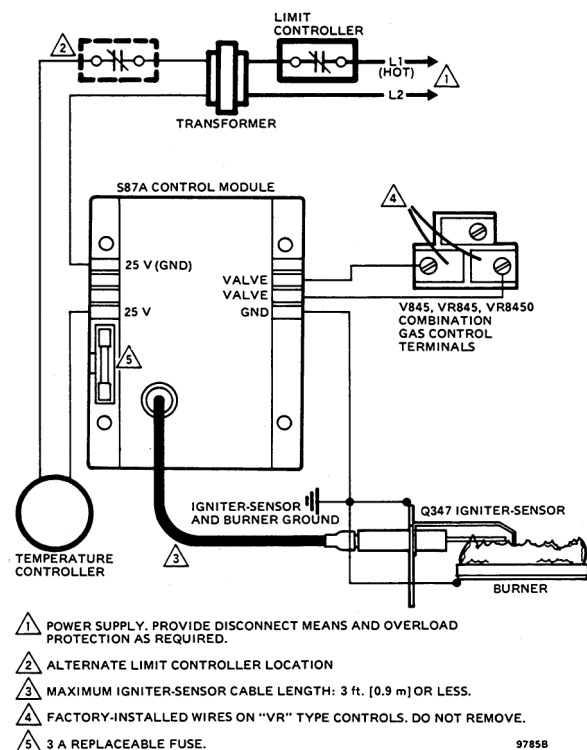 LIMIT
CONTROLLER
2
L1
(HOT)
1
L2
TRANSFORMER
S87A CONTROL MODULE
4
25 V (GND)
VALVE
VALVE
25 V
GND
V845, VR845, VR8450
COMBINATION
GAS CONTROL
TERMINALS
5
IGNITER-SENSOR
AND BURNER GROUND
Q347 IGNITER-SENSOR
3
TEMPERATURE
CONTROLLER
BURNER
1 POWER SUPPLY. PROVIDE DISCONNECT MEANS AND OVERLOAD
PROTECTION AS REQUIRED.
2 ALTERNATE LIMIT CONTROLLER LOCATION
3 MAXIMUM IGNITER-SENSOR CABLE LENGTH: 3 ft. [0.9 m] OR LESS.
4 FACTORY-INSTALLED WIRES ON "VR" TYPE CONTROLS. DO NOT REMOVE.
5 3 A REPLACEABLE FUSE.
9785B